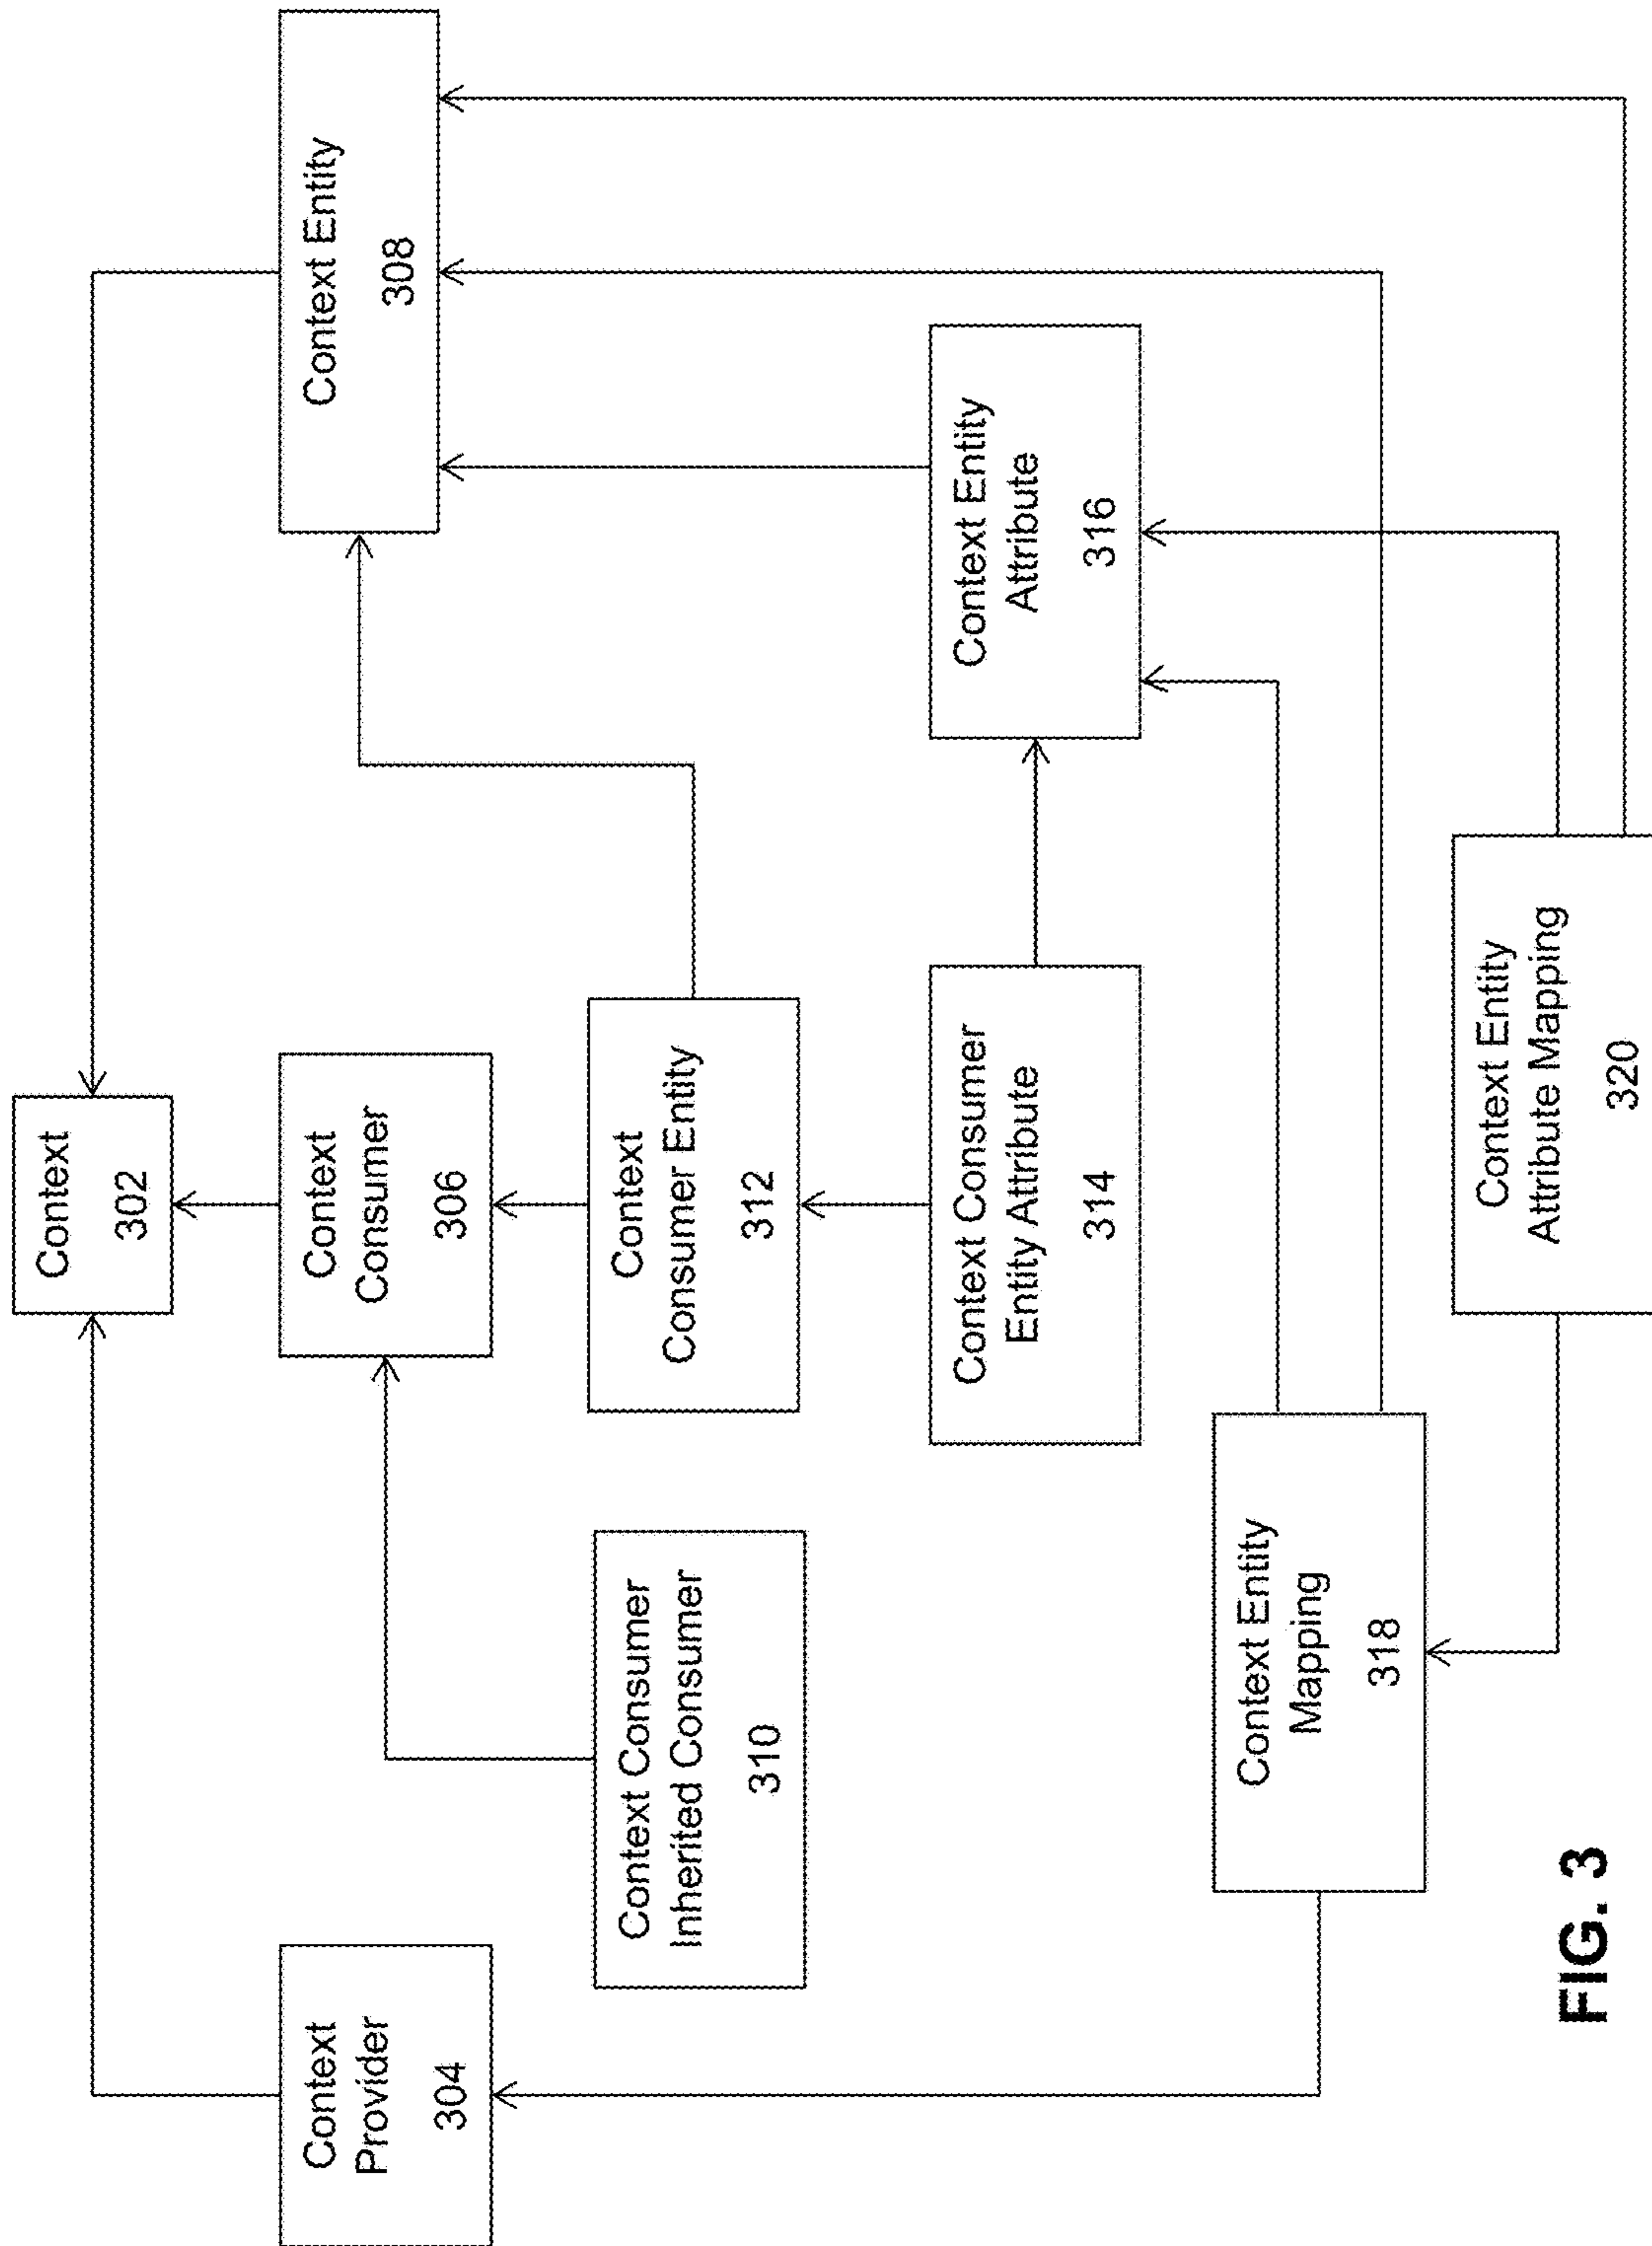 Context
302
Context
Provider
304
Context
Consumer
306
Context Entity
308
Context Consumer
Inherited Consumer
310
Context
Consumer Entity
312
Context Consumer
Entity Attribute
314
Context Entity
Attribute
316
Context Entity
Mapping
318
Context Entity
Attribute Mapping
320
FIG. 3